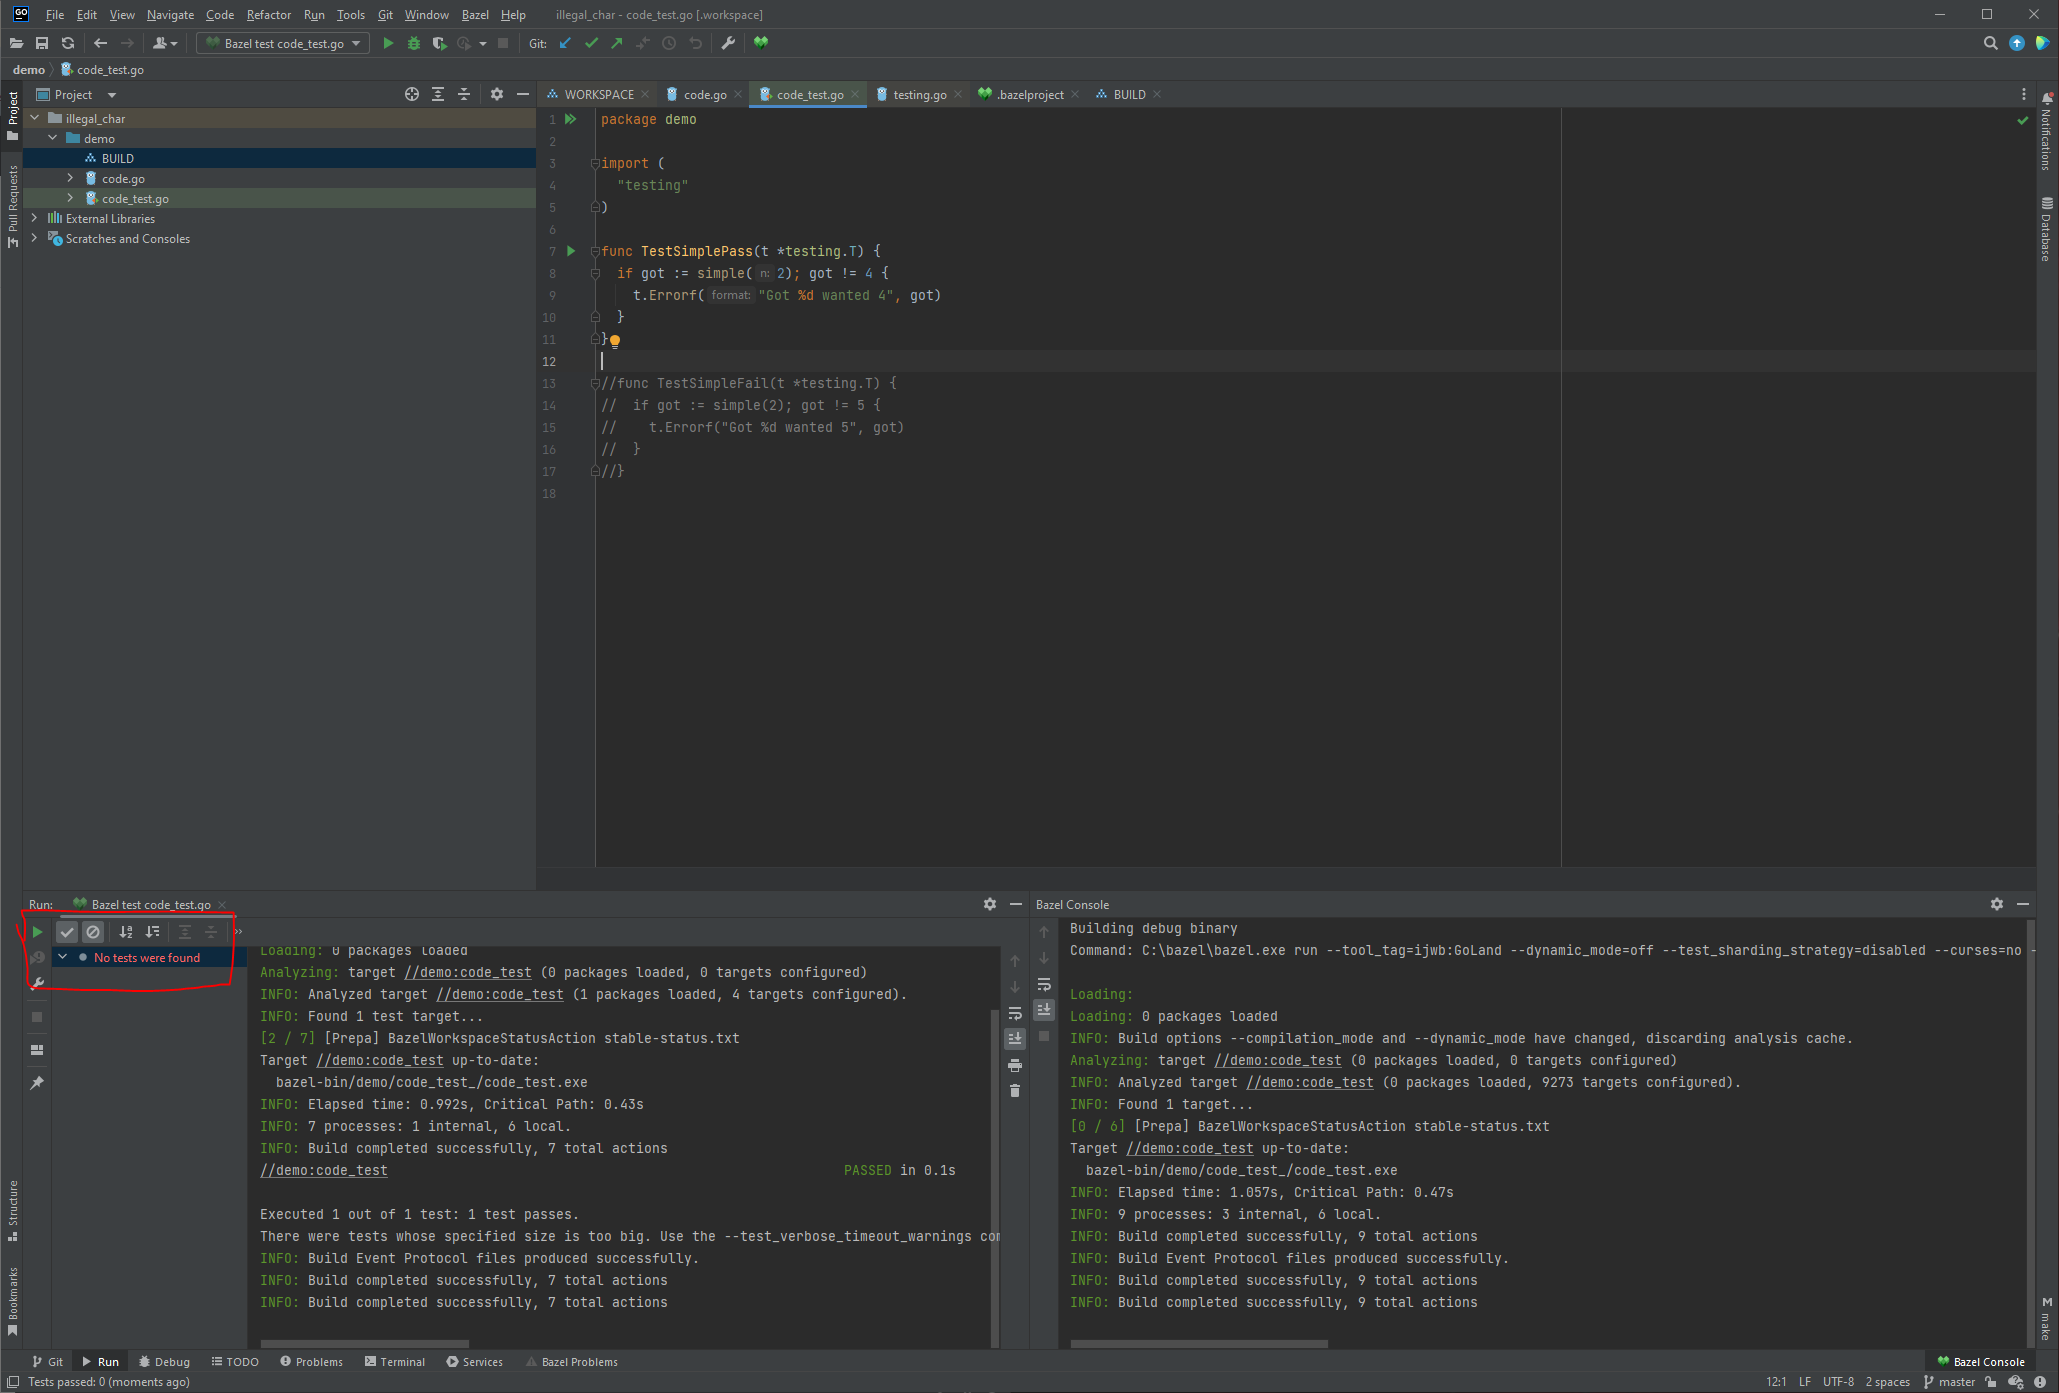 GO File Edit View Navigate Code Refactor Run Tools Git Window Bazel Help illegal_char - code_test.go [.workspace]
Bazel test code_test.go Git:
demo code_test.go
Project
WORKSPACE code.go code_test.go testing.go .bazelproject BUILD
Project
Pull Requests
illegal_char
demo
BUILD
code.go
code_test.go
External Libraries
Scratches and Consoles
1 package demo
2
3 import (
4 "testing"
5 )
6
7 func TestSimplePass(t *testing.T) {
8 if got := simple( n: 2); got != 4 {
9 t.Errorf( format: "Got %d wanted 4", got)
10 }
11 }
12
13 //func TestSimpleFail(t *testing.T) {
14 // if got := simple(2); got != 5 {
15 // t.Errorf("Got %d wanted 5", got)
16 // }
17 //}
18
Notifications
Database
Run: Bazel test code_test.go
No tests were found
Loading: 0 packages loaded
Analyzing: target //demo:code_test (0 packages loaded, 0 targets configured)
INFO: Analyzed target //demo:code_test (1 packages loaded, 4 targets configured).
INFO: Found 1 test target...
[2 / 7] [Prepa] BazelWorkspaceStatusAction stable-status.txt
Target //demo:code_test up-to-date:
bazel-bin/demo/code_test_/code_test.exe
INFO: Elapsed time: 0.992s, Critical Path: 0.43s
INFO: 7 processes: 1 internal, 6 local.
INFO: Build completed successfully, 7 total actions
//demo:code_test PASSED in 0.1s
Executed 1 out of 1 test: 1 test passes.
There were tests whose specified size is too big. Use the --test_verbose_timeout_warnings com
INFO: Build Event Protocol files produced successfully.
INFO: Build completed successfully, 7 total actions
INFO: Build completed successfully, 7 total actions
Bazel Console
Building debug binary
Command: C:\bazel\bazel.exe run --tool_tag=ijwb:GoLand --dynamic_mode=off --test_sharding_strategy=disabled --curses=no -
Loading:
Loading: 0 packages loaded
INFO: Build options --compilation_mode and --dynamic_mode have changed, discarding analysis cache.
Analyzing: target //demo:code_test (0 packages loaded, 0 targets configured)
INFO: Analyzed target //demo:code_test (0 packages loaded, 9273 targets configured).
INFO: Found 1 target...
[0 / 6] [Prepa] BazelWorkspaceStatusAction stable-status.txt
Target //demo:code_test up-to-date:
bazel-bin/demo/code_test_/code_test.exe
INFO: Elapsed time: 1.057s, Critical Path: 0.47s
INFO: 9 processes: 3 internal, 6 local.
INFO: Build completed successfully, 9 total actions
INFO: Build Event Protocol files produced successfully.
INFO: Build completed successfully, 9 total actions
INFO: Build completed successfully, 9 total actions
Structure
Bookmarks
M make
Git Run Debug TODO Problems Terminal Services Bazel Problems Bazel Console
Tests passed: 0 (moments ago) 12:1 LF UTF-8 2 spaces master